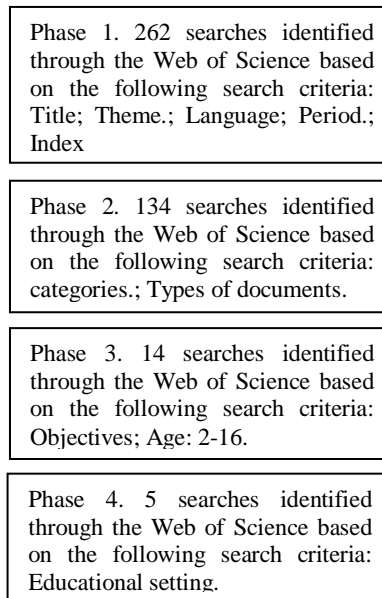 Phase 1. 262 searches identified
through the Web of Science based
on the following search criteria:
Title; Theme.; Language; Period.;
Index
Phase 2. 134 searches identified
through the Web of Science based
on the following search criteria:
categories.; Types of documents.
Phase 3. 14 searches identified
through the Web of Science based
on the following search criteria:
Objectives; Age: 2-16.
Phase 4. 5 searches identified
through the Web of Science based
on the following search criteria:
Educational setting.